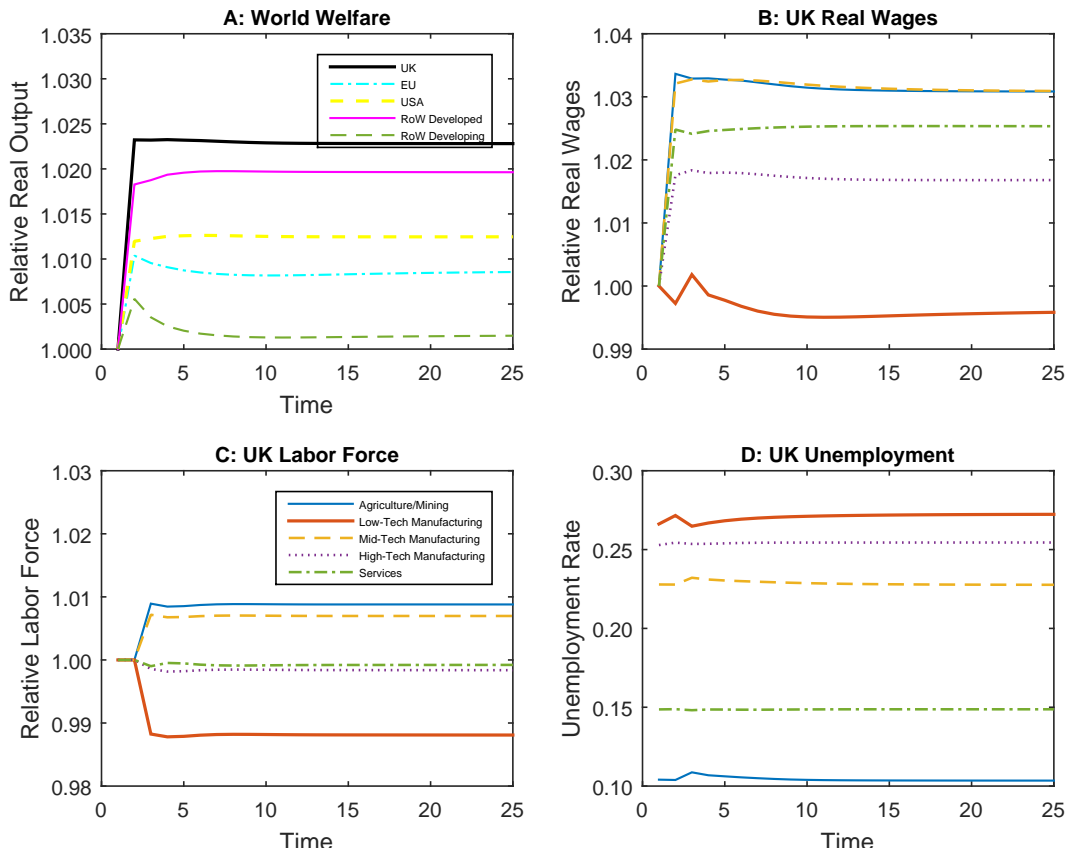 A: World Welfare
1.035
1.030
1.025
1.020
1.015
1.010
1.005
1.000
Relative Real Output
UK
EU
USA
RoW Developed
RoW Developing
0 5 10 15 20 25
Time
B: UK Real Wages
1.04
1.03
1.02
1.01
1.00
0.99
Relative Real Wages
0 5 10 15 20 25
C: UK Labor Force
1.03
1.02
1.01
1.00
0.99
0.98
Relative Labor Force
Agriculture/Mining
Low-Tech Manufacturing
Mid-Tech Manufacturing
High-Tech Manufacturing
Services
0 5 10 15 20 25
Time
D: UK Unemployment
0.30
0.25
0.20
0.15
0.10
Unemployment Rate
0 5 10 15 20 25
Time